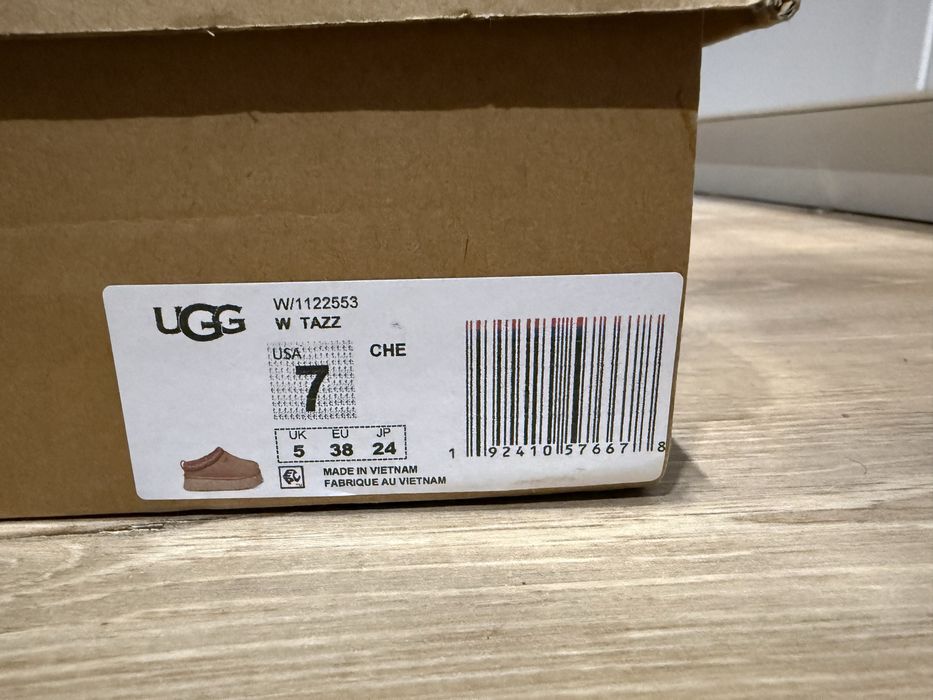 UGG
W/1122553
W TAZZ
CHE
USA
7
UK EU JP
5 38 24
MADE IN VIETNAM
FABRIQUE AU VIETNAM
1 92410 57667 8